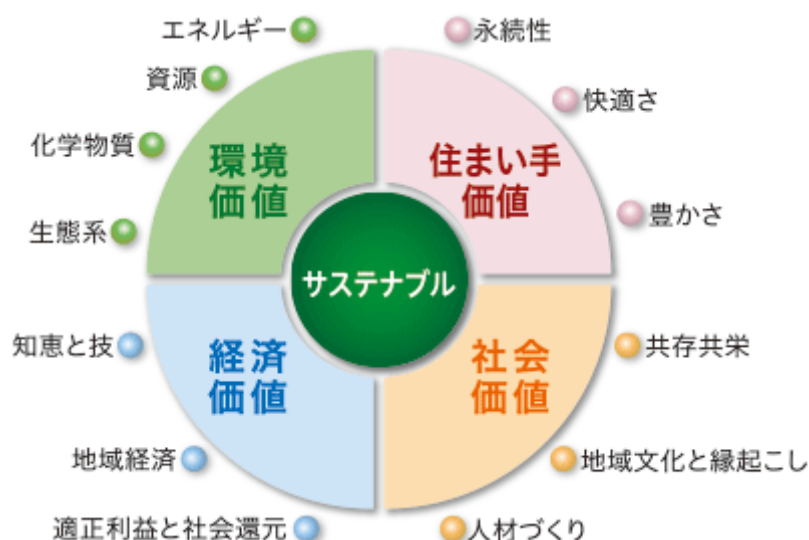 エネルギー
資源
化学物質
生態系
環境
価値
永続性
快適さ
豊かさ
住まい手
価値
サステナブル
知恵と技
地域経済
適正利益と社会還元
経済
価値
共存共栄
地域文化と縁起こし
人材づくり
社会
価値